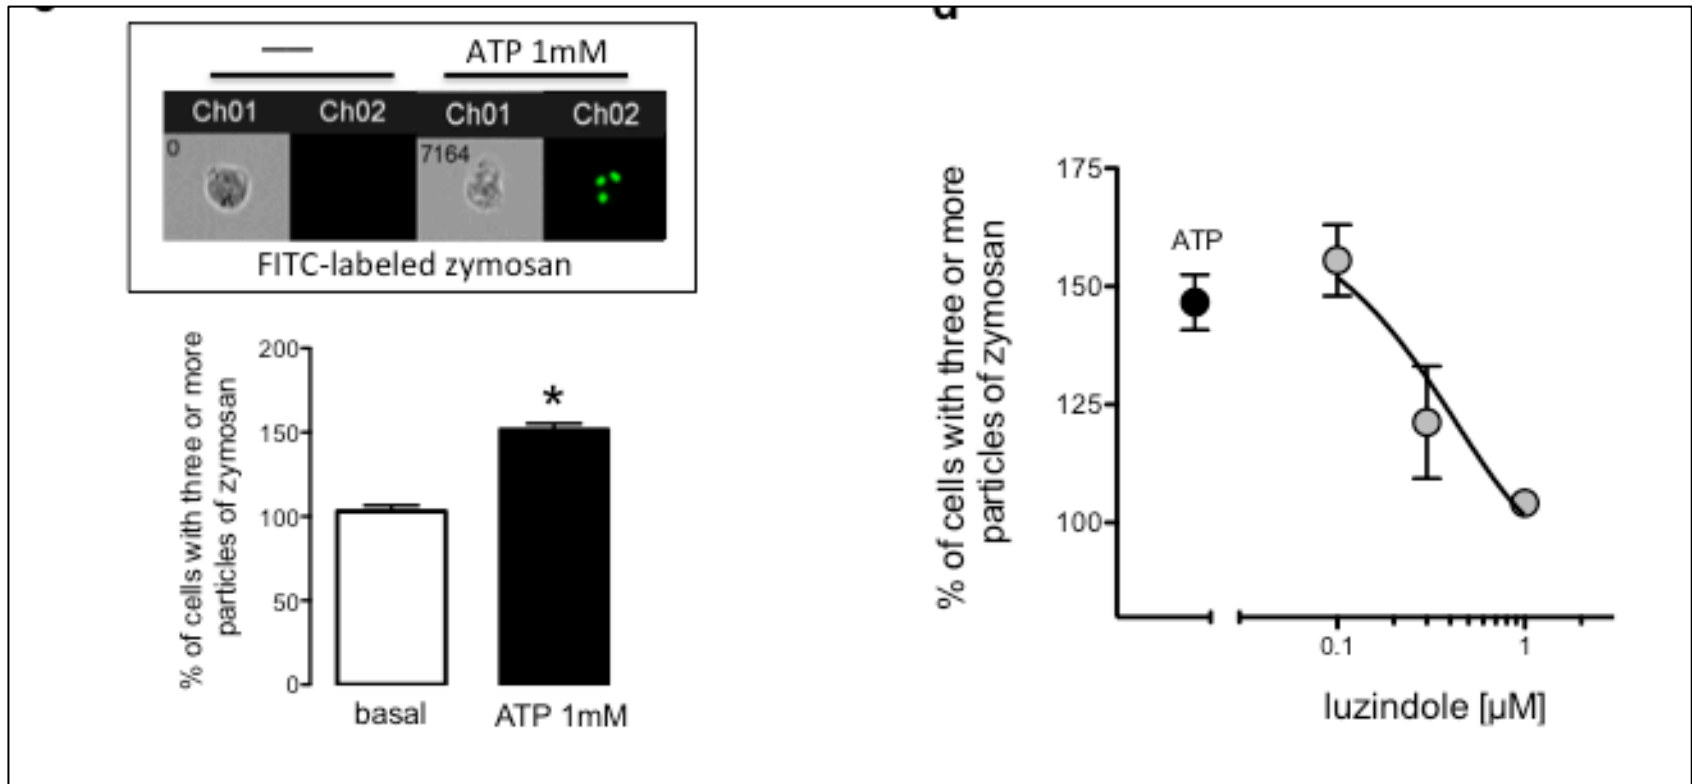 d
— ATP 1mM
Ch01 Ch02 Ch01 Ch02
0 7164
FITC-labeled zymosan
% of cells with three or more
particles of zymosan
200
150
100
50
0
*
basal ATP 1mM
% of cells with three or more
particles of zymosan
175
150
125
100
ATP
0.1 1
luzindole [µM]